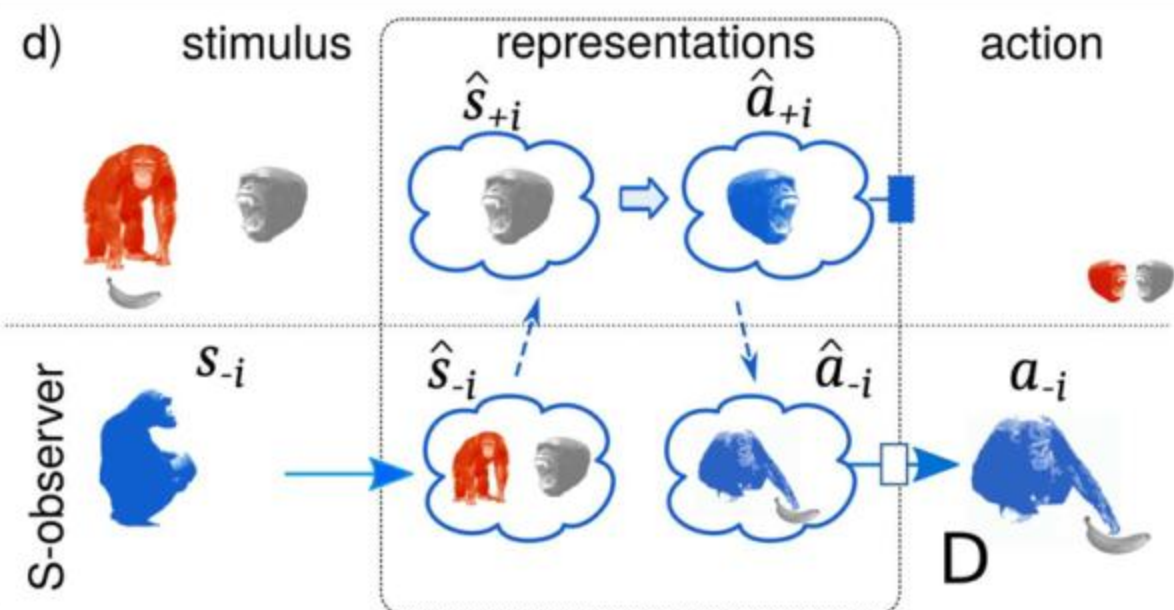 d) stimulus representations action
ŝ₊ᵢ â₊ᵢ
s₋ᵢ ŝ₋ᵢ â₋ᵢ a₋ᵢ
S-observer
D